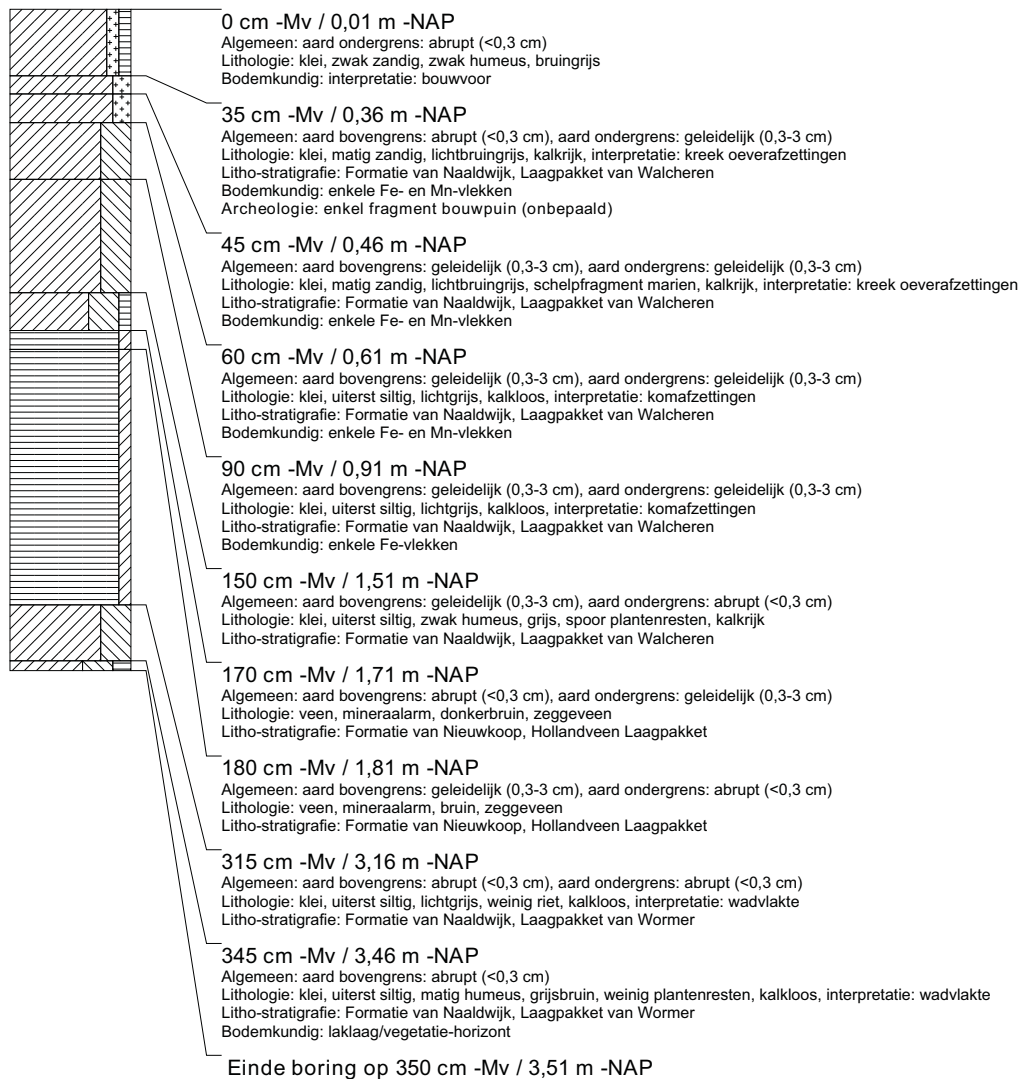 0 cm -Mv / 0,01 m -NAP
Algemeen: aard ondergrens: abrupt (<0,3 cm)
Lithologie: klei, zwak zandig, zwak humeus, bruingrijs
Bodemkundig: interpretatie: bouwvoor
35 cm -Mv / 0,36 m -NAP
Algemeen: aard bovengrens: abrupt (<0,3 cm), aard ondergrens: geleidelijk (0,3-3 cm)
Lithologie: klei, matig zandig, lichtbruingrijs, kalkrijk, interpretatie: kreek oeverafzettingen
Litho-stratigrafie: Formatie van Naaldwijk, Laagpakket van Walcheren
Bodemkundig: enkele Fe- en Mn-vlekken
Archeologie: enkel fragment bouwpuin (onbepaald)
45 cm -Mv / 0,46 m -NAP
Algemeen: aard bovengrens: geleidelijk (0,3-3 cm), aard ondergrens: geleidelijk (0,3-3 cm)
Lithologie: klei, matig zandig, lichtbruingrijs, schelpfragment marien, kalkrijk, interpretatie: kreek oeverafzettingen
Litho-stratigrafie: Formatie van Naaldwijk, Laagpakket van Walcheren
Bodemkundig: enkele Fe- en Mn-vlekken
60 cm -Mv / 0,61 m -NAP
Algemeen: aard bovengrens: geleidelijk (0,3-3 cm), aard ondergrens: geleidelijk (0,3-3 cm)
Lithologie: klei, uiterst siltig, lichtgrijs, kalkloos, interpretatie: komafzettingen
Litho-stratigrafie: Formatie van Naaldwijk, Laagpakket van Walcheren
Bodemkundig: enkele Fe- en Mn-vlekken
90 cm -Mv / 0,91 m -NAP
Algemeen: aard bovengrens: geleidelijk (0,3-3 cm), aard ondergrens: geleidelijk (0,3-3 cm)
Lithologie: klei, uiterst siltig, lichtgrijs, kalkloos, interpretatie: komafzettingen
Litho-stratigrafie: Formatie van Naaldwijk, Laagpakket van Walcheren
Bodemkundig: enkele Fe-vlekken
150 cm -Mv / 1,51 m -NAP
Algemeen: aard bovengrens: geleidelijk (0,3-3 cm), aard ondergrens: abrupt (<0,3 cm)
Lithologie: klei, uiterst siltig, zwak humeus, grijs, spoor plantenresten, kalkrijk
Litho-stratigrafie: Formatie van Naaldwijk, Laagpakket van Walcheren
170 cm -Mv / 1,71 m -NAP
Algemeen: aard bovengrens: abrupt (<0,3 cm), aard ondergrens: geleidelijk (0,3-3 cm)
Lithologie: veen, mineraalarm, donkerbruin, zeggeveen
Litho-stratigrafie: Formatie van Nieuwkoop, Hollandveen Laagpakket
180 cm -Mv / 1,81 m -NAP
Algemeen: aard bovengrens: geleidelijk (0,3-3 cm), aard ondergrens: abrupt (<0,3 cm)
Lithologie: veen, mineraalarm, bruin, zeggeveen
Litho-stratigrafie: Formatie van Nieuwkoop, Hollandveen Laagpakket
315 cm -Mv / 3,16 m -NAP
Algemeen: aard bovengrens: abrupt (<0,3 cm), aard ondergrens: abrupt (<0,3 cm)
Lithologie: klei, uiterst siltig, lichtgrijs, weinig riet, kalkloos, interpretatie: wadvlakte
Litho-stratigrafie: Formatie van Naaldwijk, Laagpakket van Wormer
345 cm -Mv / 3,46 m -NAP
Algemeen: aard bovengrens: abrupt (<0,3 cm)
Lithologie: klei, uiterst siltig, matig humeus, grijsbruin, weinig plantenresten, kalkloos, interpretatie: wadvlakte
Litho-stratigrafie: Formatie van Naaldwijk, Laagpakket van Wormer
Bodemkundig: laklaag/vegetatie-horizont
Einde boring op 350 cm -Mv / 3,51 m -NAP